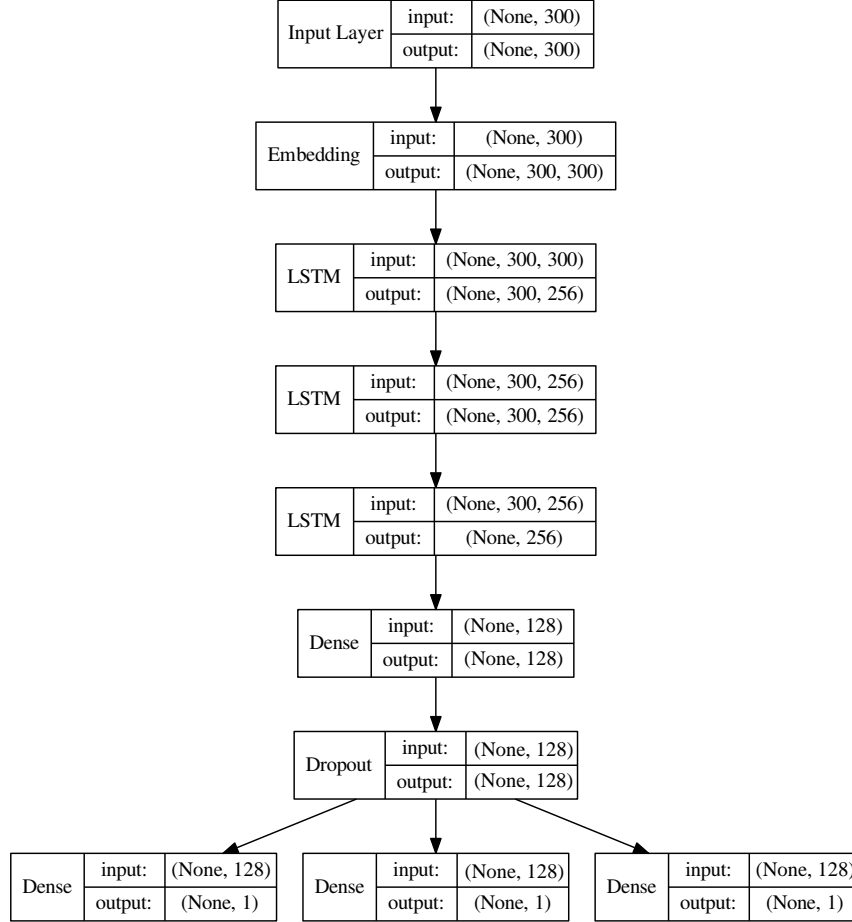 Input Layer
input: (None, 300)
output: (None, 300)
Embedding
input: (None, 300)
output: (None, 300, 300)
LSTM
input: (None, 300, 300)
output: (None, 300, 256)
LSTM
input: (None, 300, 256)
output: (None, 300, 256)
LSTM
input: (None, 300, 256)
output: (None, 256)
Dense
input: (None, 128)
output: (None, 128)
Dropout
input: (None, 128)
output: (None, 128)
Dense
input: (None, 128)
output: (None, 1)
Dense
input: (None, 128)
output: (None, 1)
Dense
input: (None, 128)
output: (None, 1)